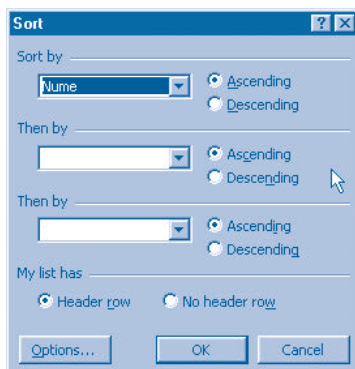 Sort
Sort by
Nume
Ascending
Descending
Then by
Ascending
Descending
Then by
Ascending
Descending
My list has
Header row No header row
Options... OK Cancel